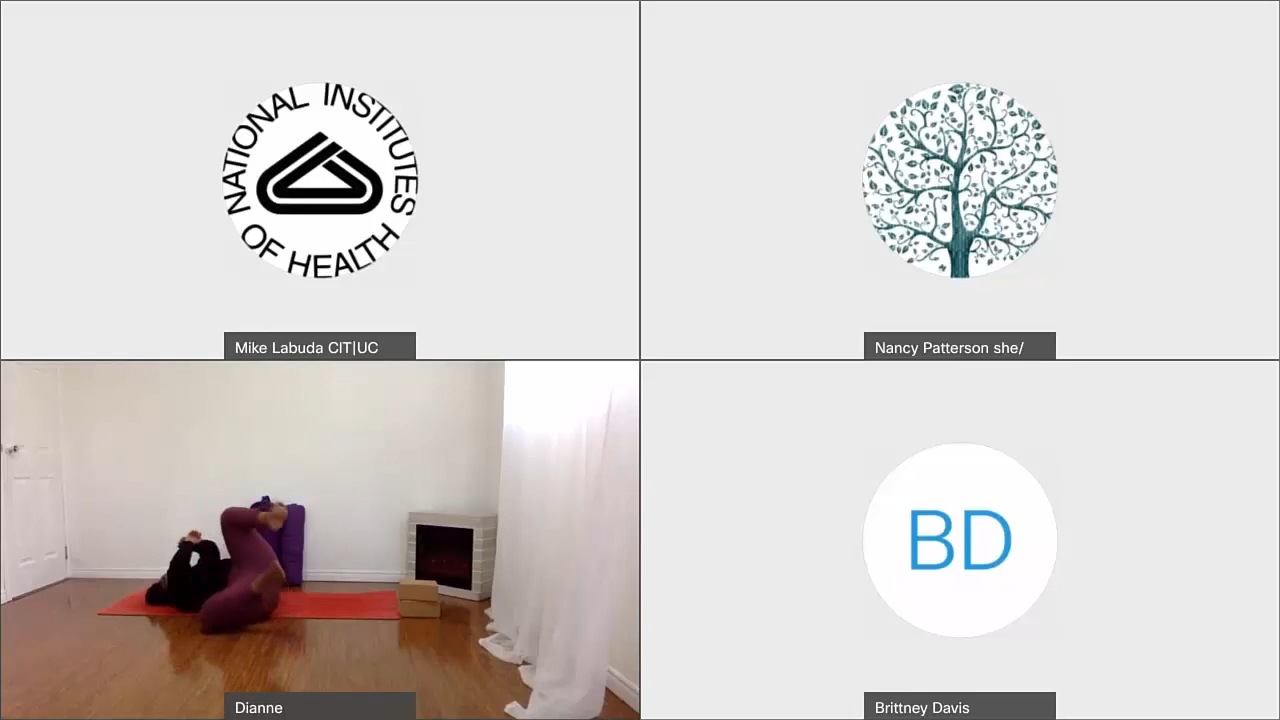 NATIONAL INSTITUTES
OF HEALTH
Mike Labuda CIT|UC
Nancy Patterson she/
Dianne
BD
Brittney Davis